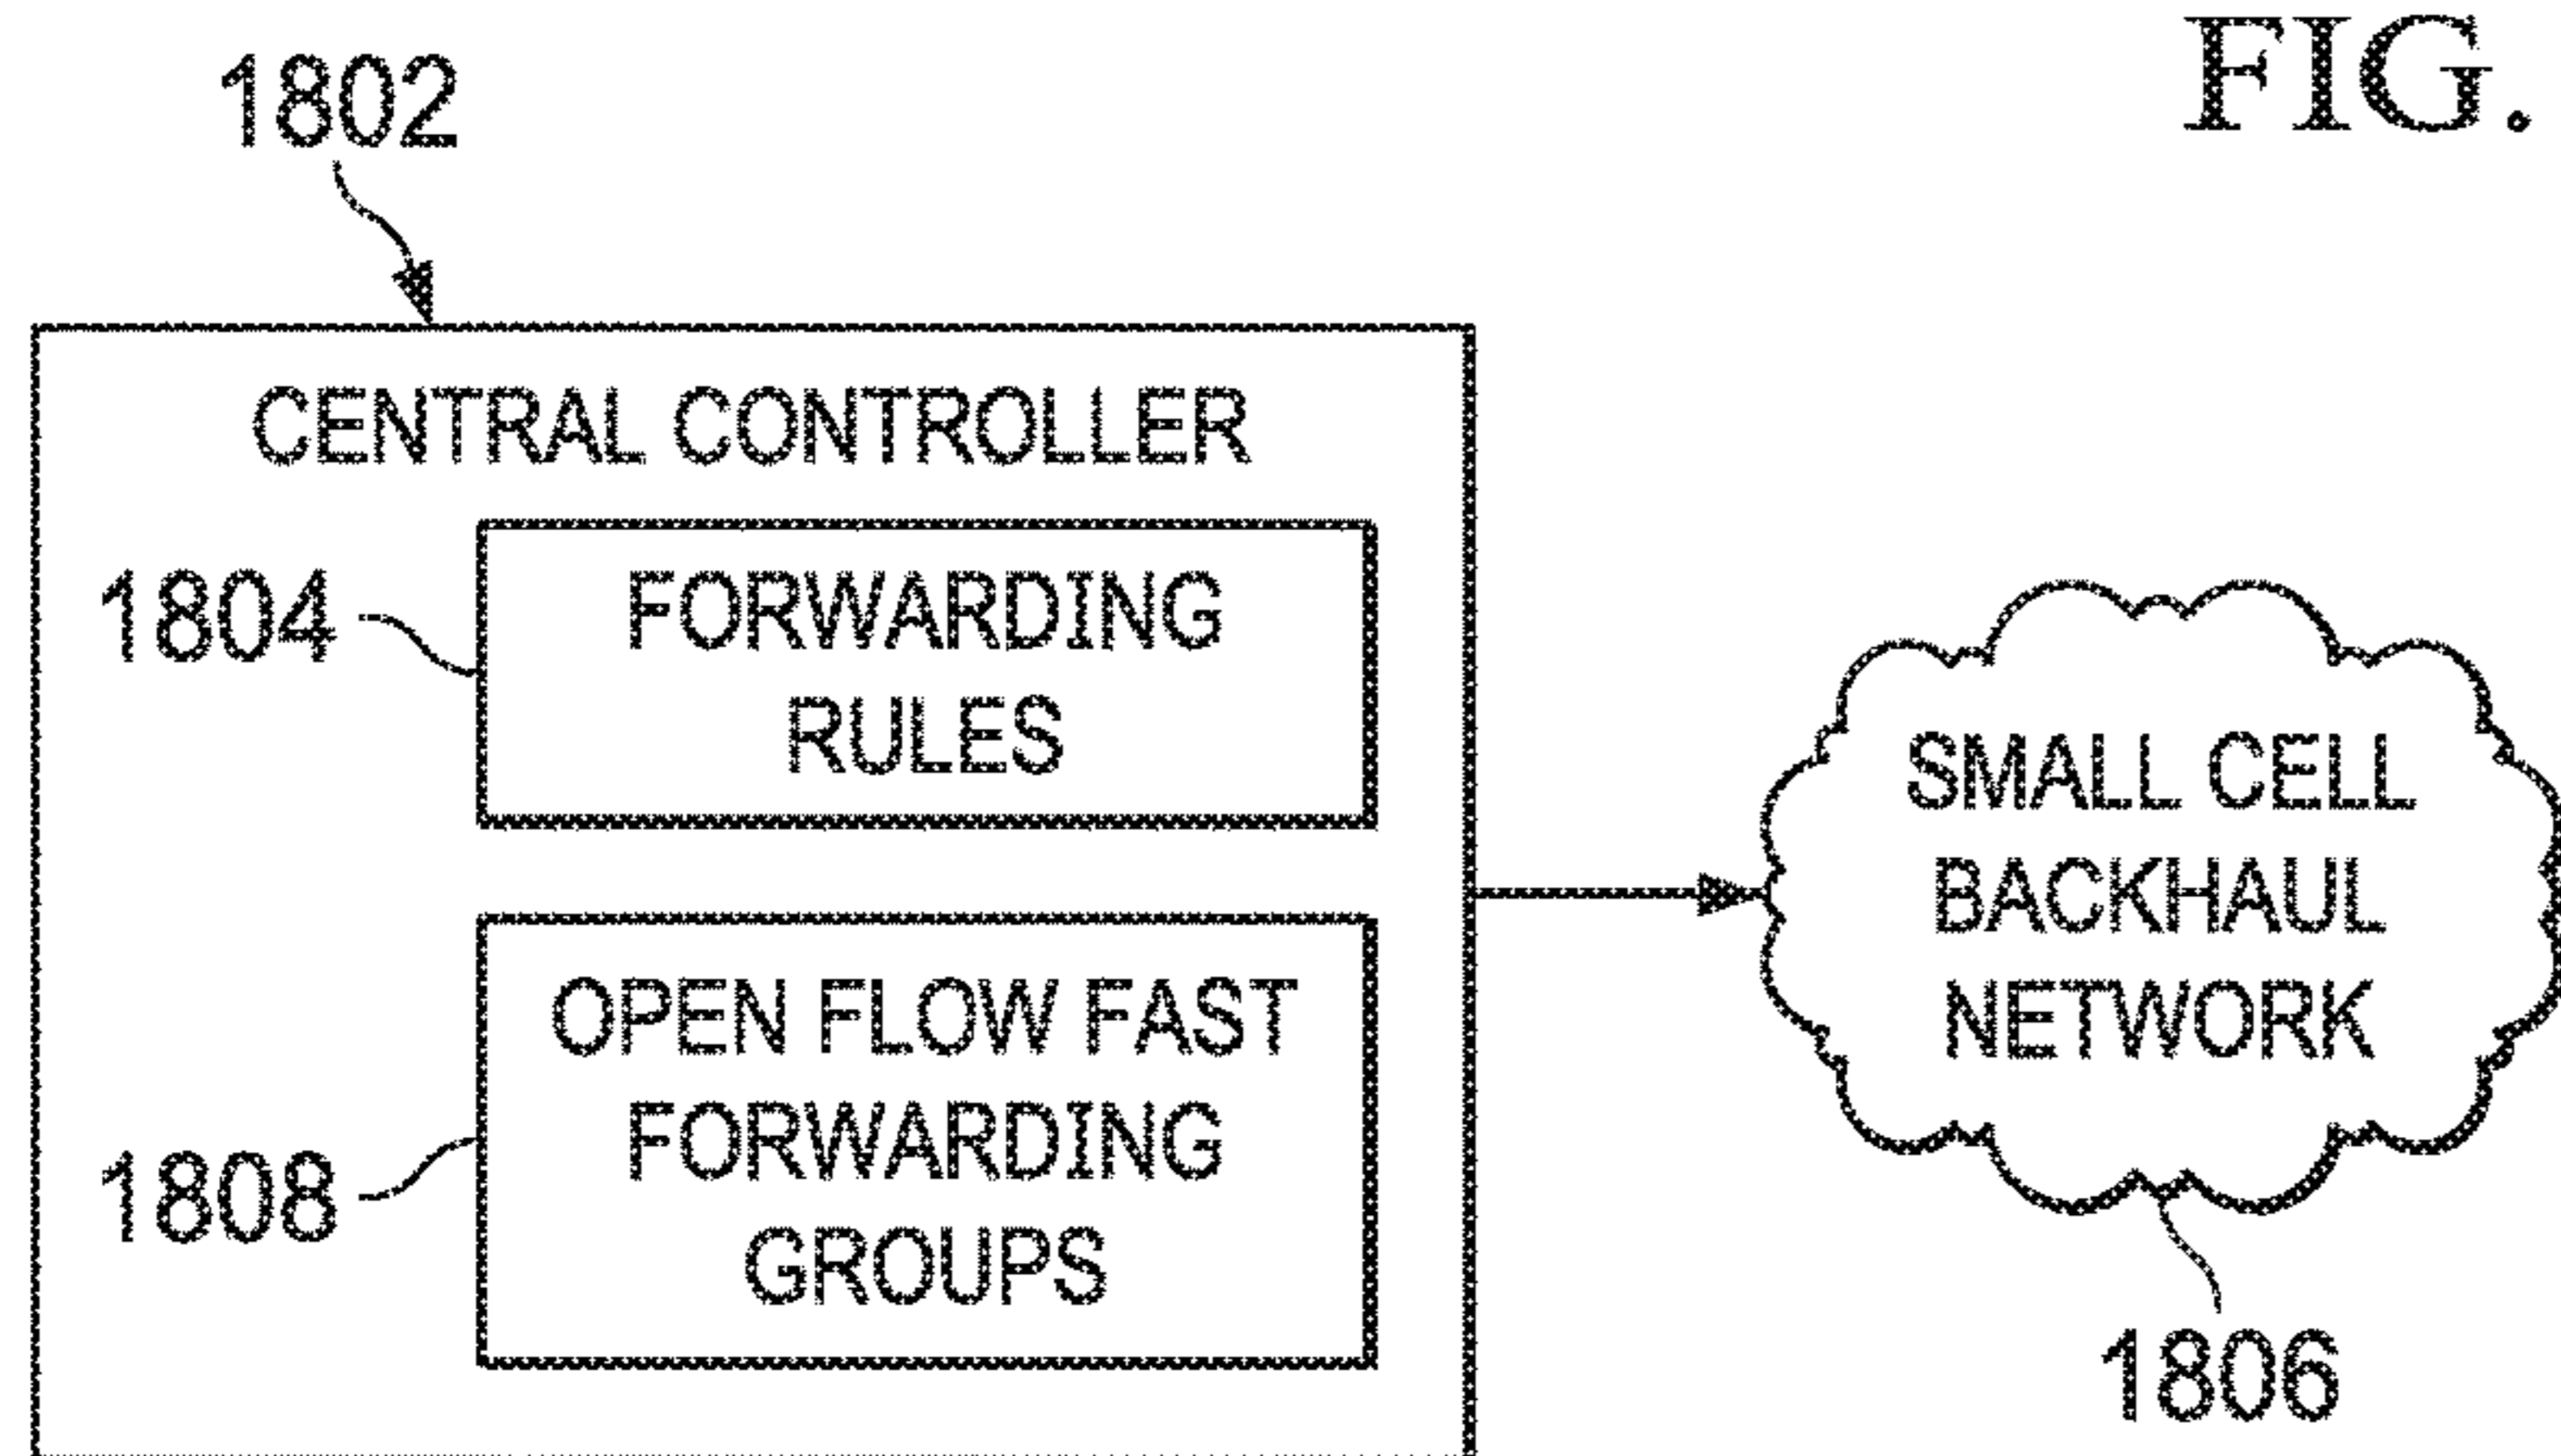 FIG.
1802
CENTRAL CONTROLLER
1804
FORWARDING
RULES
1808
OPEN FLOW FAST
FORWARDING
GROUPS
SMALL CELL
BACKHAUL
NETWORK
1806